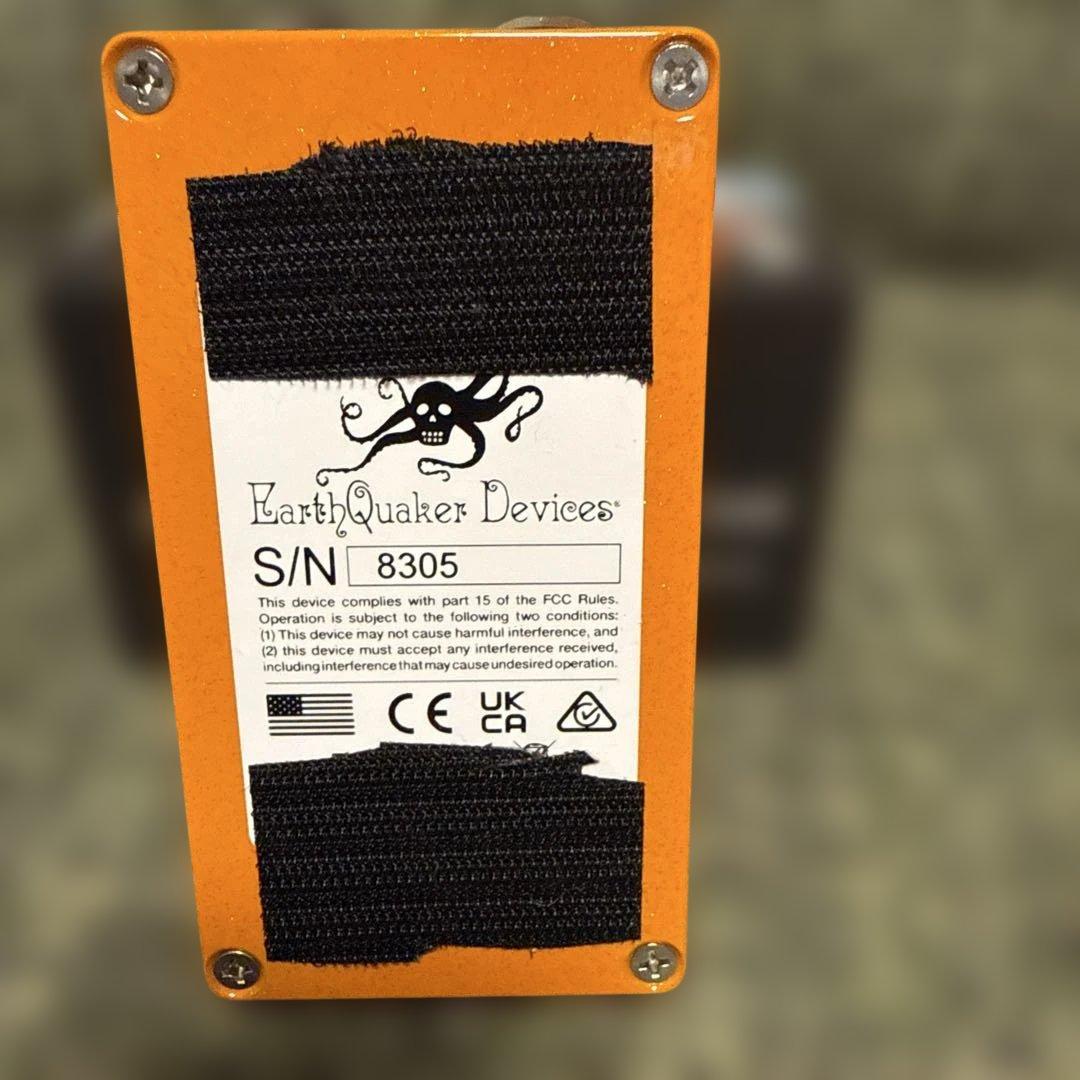 EarthQuaker Devices®
S/N 8305
This device complies with part 15 of the FCC Rules.
Operation is subject to the following two conditions:
(1) This device may not cause harmful interference, and
(2) this device must accept any interference received,
including interference that may cause undesired operation.
CE UK
CA